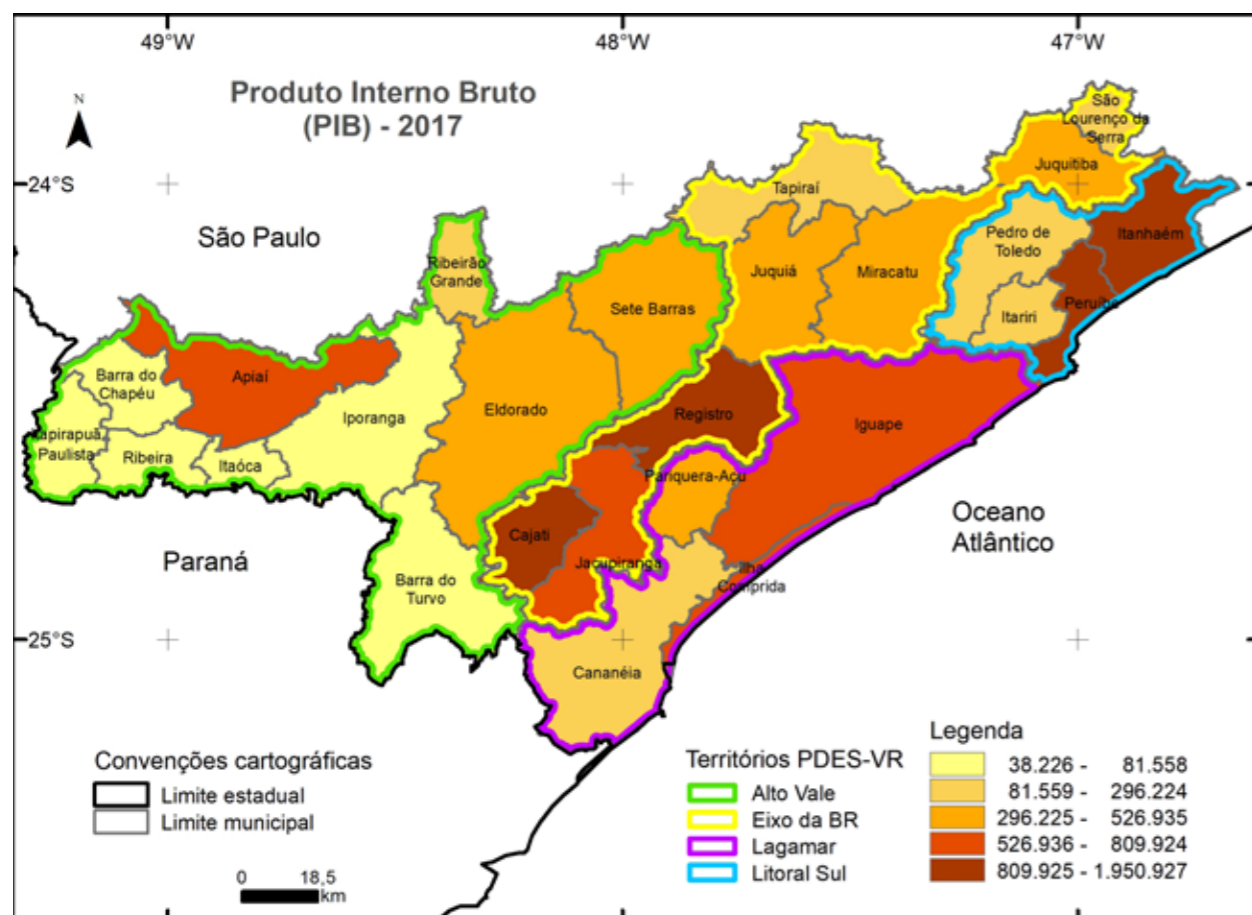 49°W
48°W
47°W
Produto Interno Bruto
(PIB) - 2017
N
24°S
25°S
São Paulo
Paraná
Oceano
Atlântico
São
Lourenço da
Serra
Juquitiba
Tapiraí
Itanhaém
Pedro de
Toledo
Ribeirão
Grande
Juquiá
Miracatu
Peruíbe
Sete Barras
Itariri
Barra do
Chapéu
Apiaí
Iporanga
Eldorado
Registro
Iguape
Itapirapuã
Paulista
Ribeira
Itaóca
Pariquera-Açu
Cajati
Jacupiranga
Ilha
Comprida
Barra do
Turvo
Cananéia
Convenções cartográficas
Limite estadual
Limite municipal
0 18,5
km
Territórios PDES-VR
Alto Vale
Eixo da BR
Lagamar
Litoral Sul
Legenda
38.226 - 81.558
81.559 - 296.224
296.225 - 526.935
526.936 - 809.924
809.925 - 1.950.927